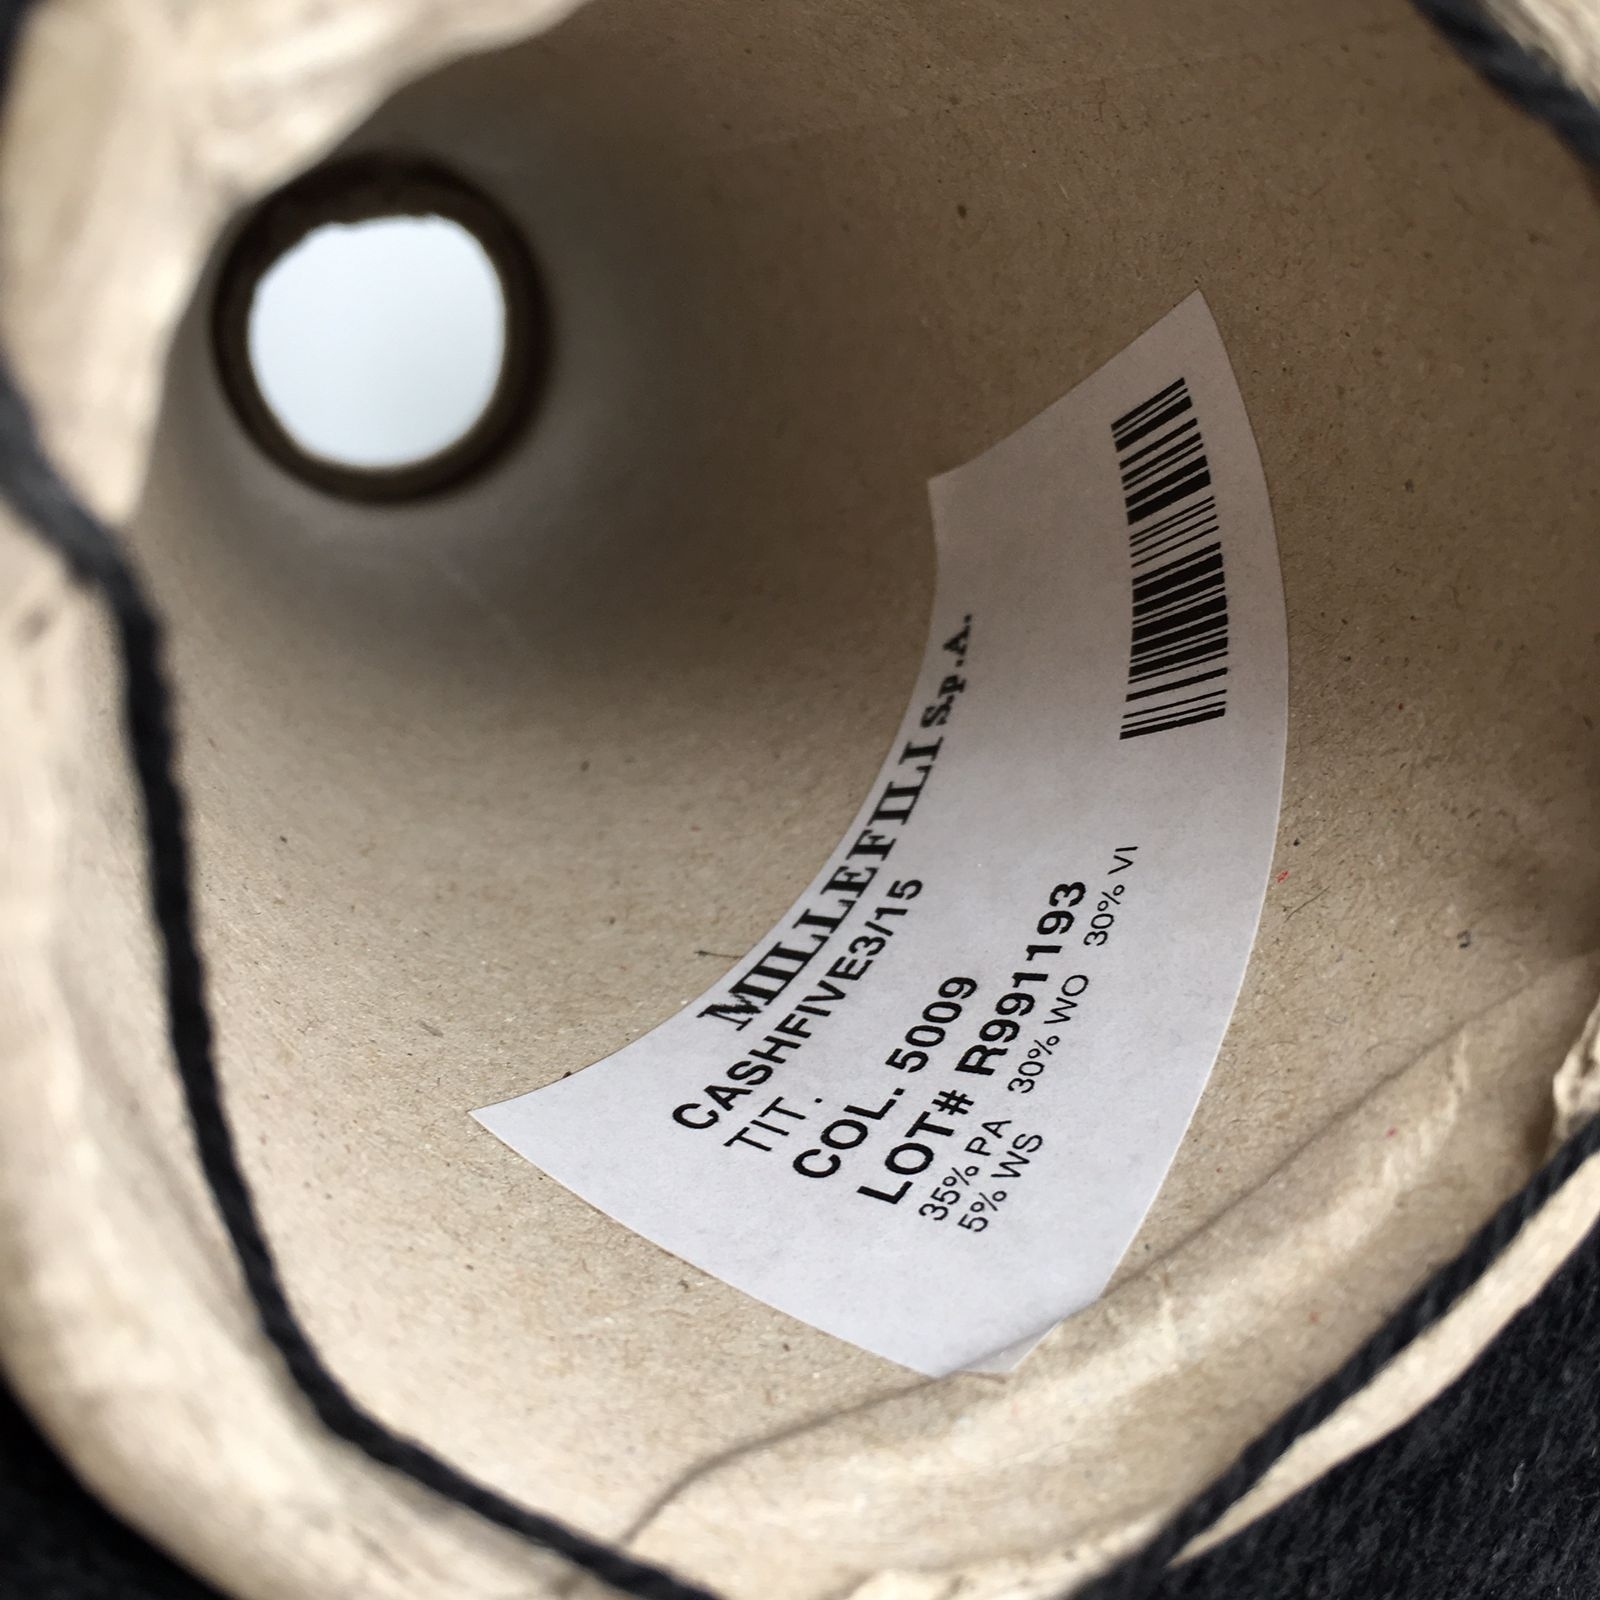 MILLEFILI S.p.A.
CASHFIVE3/15
TIT.
COL. 5009
LOT# R991193
35% PA 30% WO 30% VI
5% WS